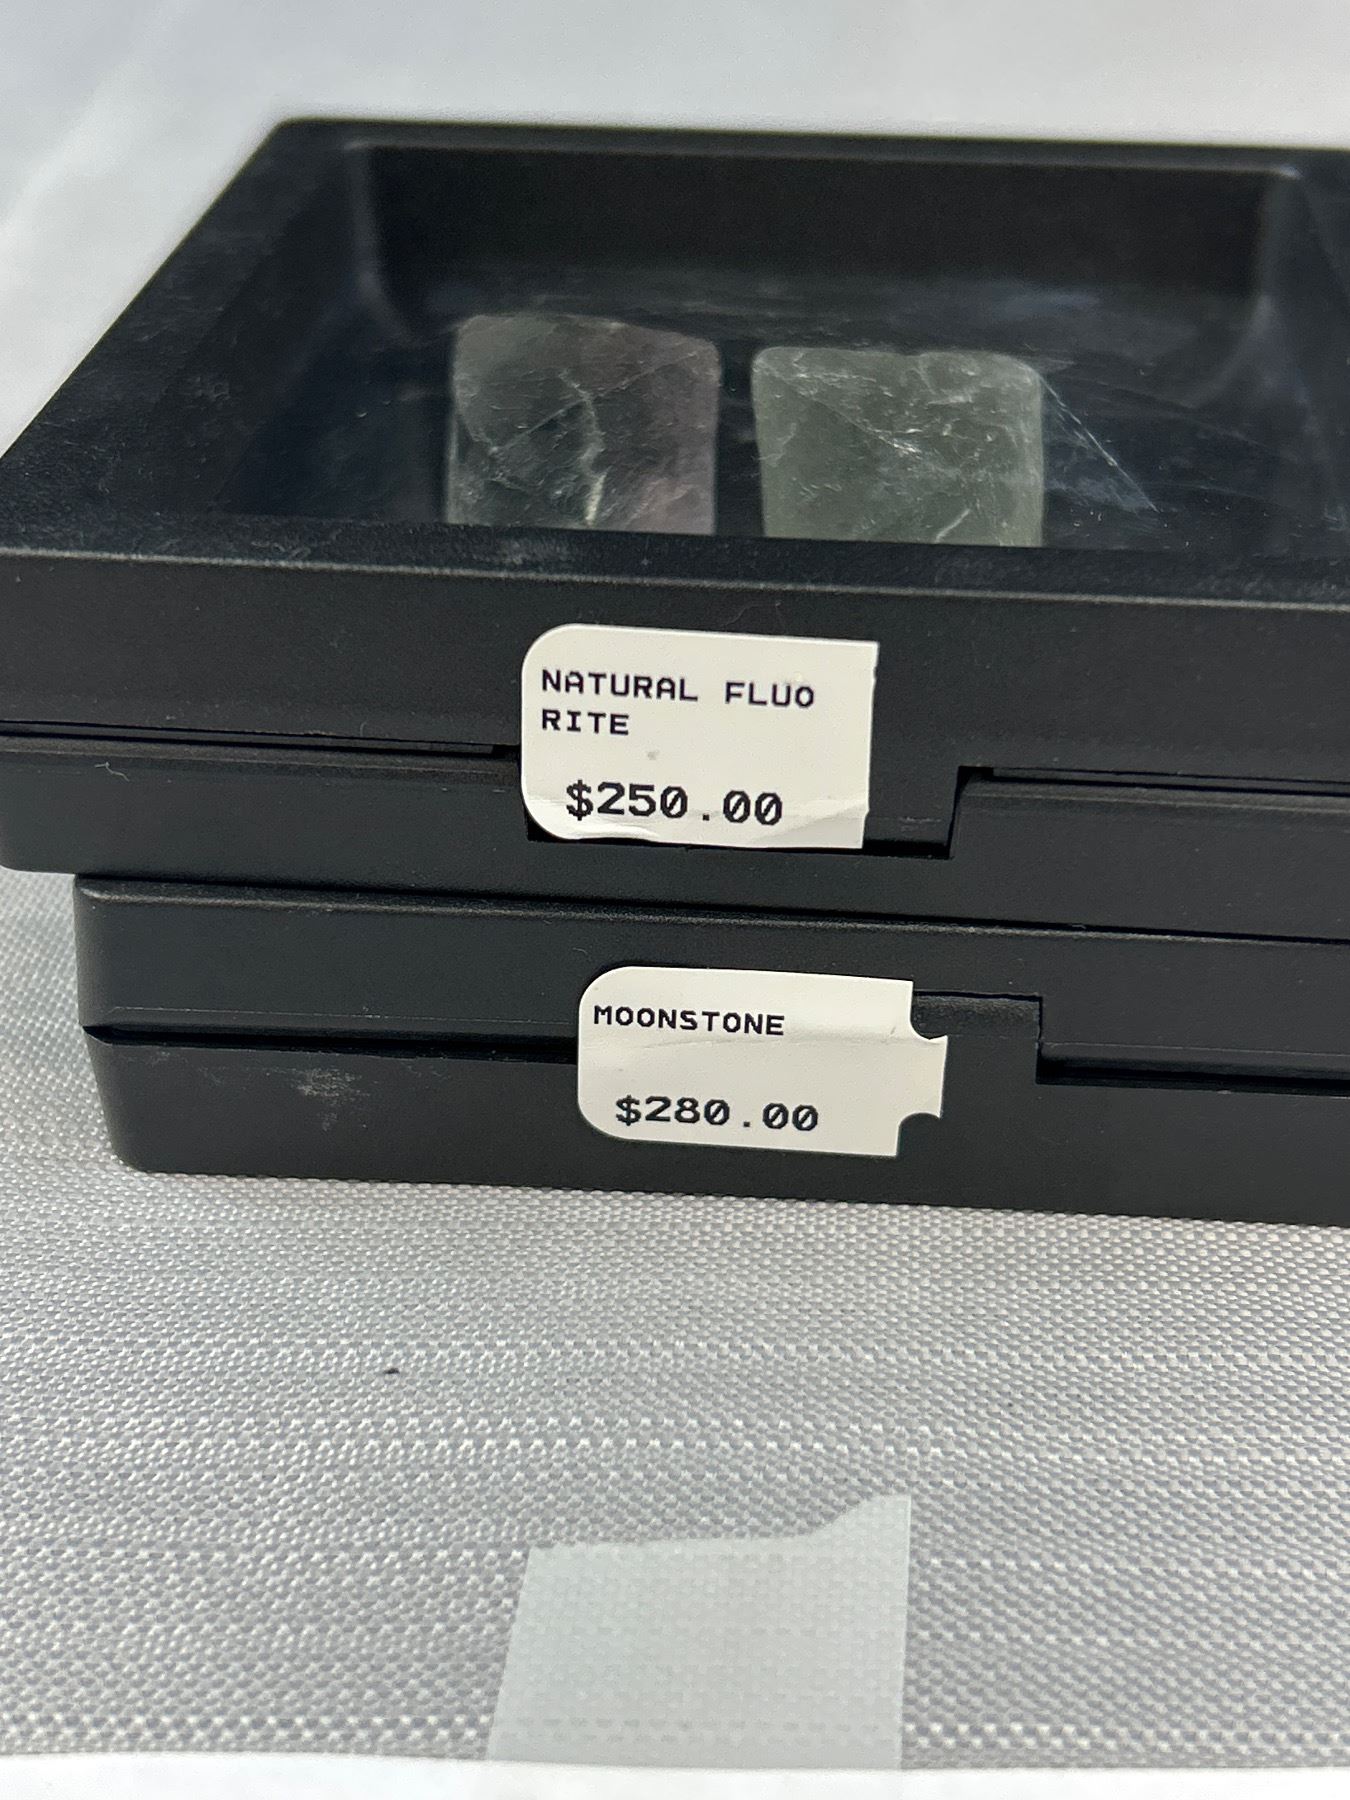 NATURAL FLUO
RITE
$250.00
MOONSTONE
$280.00